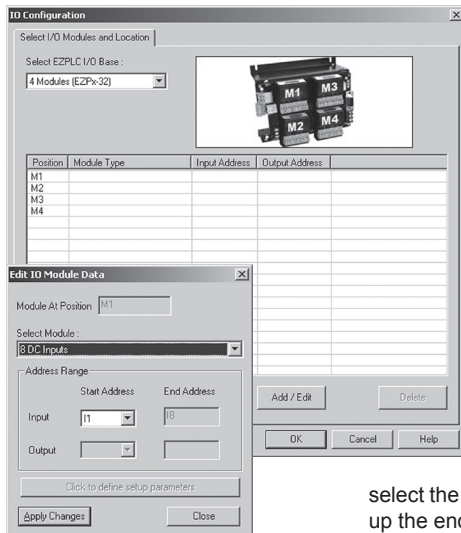 IO Configuration
Select I/O Modules and Location
Select EZPLC I/O Base :
4 Modules (EZPx-32)
M1
M3
M2
M4
Position Module Type Input Address Output Address
M1
M2
M3
M4
Edit IO Module Data
Module At Position M1
Select Module :
8 DC Inputs
Address Range
Start Address End Address
Input I1 I8
Output
Click to define setup parameters
Apply Changes Close
Add / Edit Delete
OK Cancel Help
select the
up the end